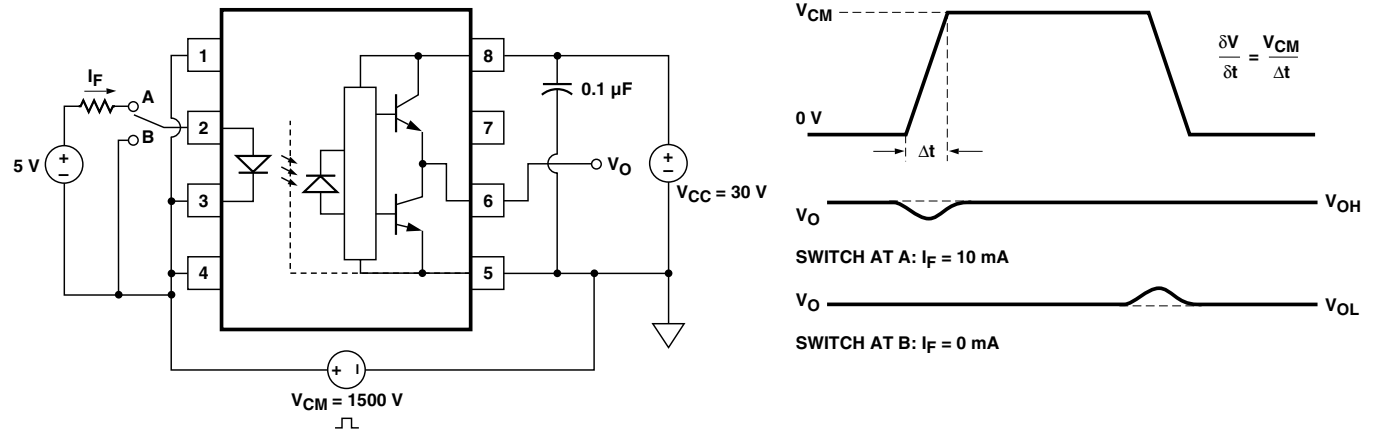 I_F
A
B
5 V
+
–
1
2
3
4
8
7
6
5
0.1 µF
V_O
+
–
V_CC = 30 V
+ –
V_CM = 1500 V
V_CM
0 V
Δt
δV/δt = V_CM/Δt
V_O
V_OH
SWITCH AT A: I_F = 10 mA
V_O
V_OL
SWITCH AT B: I_F = 0 mA